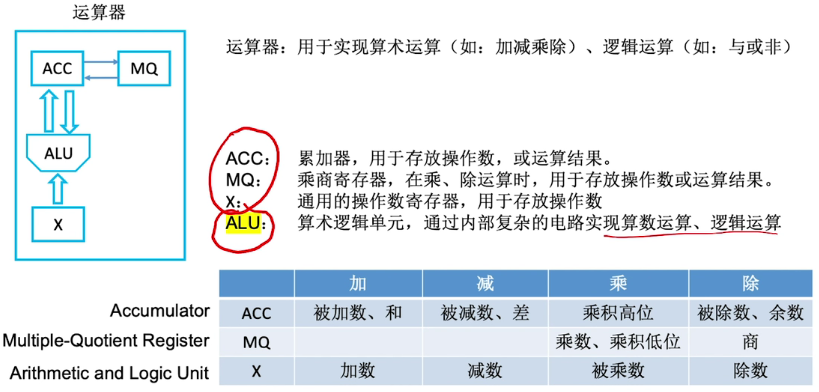 运算器
ACC
MQ
ALU
X
运算器：用于实现算术运算（如：加减乘除）、逻辑运算（如：与或非）
ACC： 累加器，用于存放操作数，或运算结果。
MQ： 乘商寄存器，在乘、除运算时，用于存放操作数或运算结果。
X： 通用的操作数寄存器，用于存放操作数
ALU： 算术逻辑单元，通过内部复杂的电路实现算数运算、逻辑运算
加 减 乘 除
Accumulator ACC 被加数、和 被减数、差 乘积高位 被除数、余数
Multiple-Quotient Register MQ 乘数、乘积低位 商
Arithmetic and Logic Unit X 加数 减数 被乘数 除数